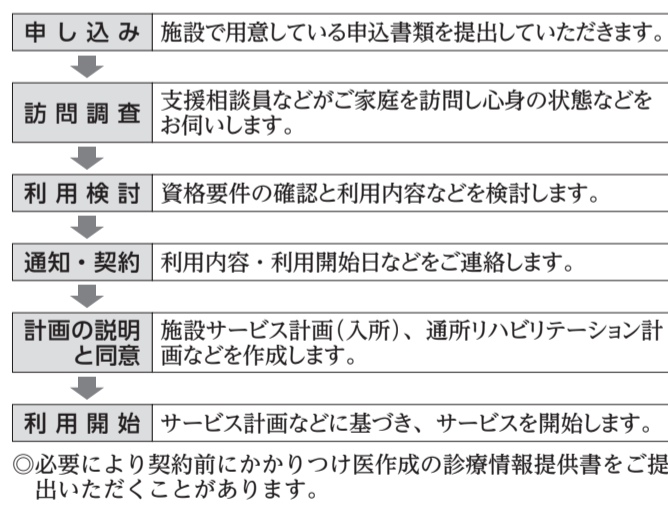 申し込み 施設で用意している申込書類を提出していただきます。
訪問調査 支援相談員などがご家庭を訪問し心身の状態などを
お伺いします。
利用検討 資格要件の確認と利用内容などを検討します。
通知・契約 利用内容・利用開始日などをご連絡します。
計画の説明 施設サービス計画(入所)、通所リハビリテーション計
と同意 画などを作成します。
利用開始 サービス計画などに基づき、サービスを開始します。
◎必要により契約前にかかりつけ医作成の診療情報提供書をご提
出いただくことがあります。